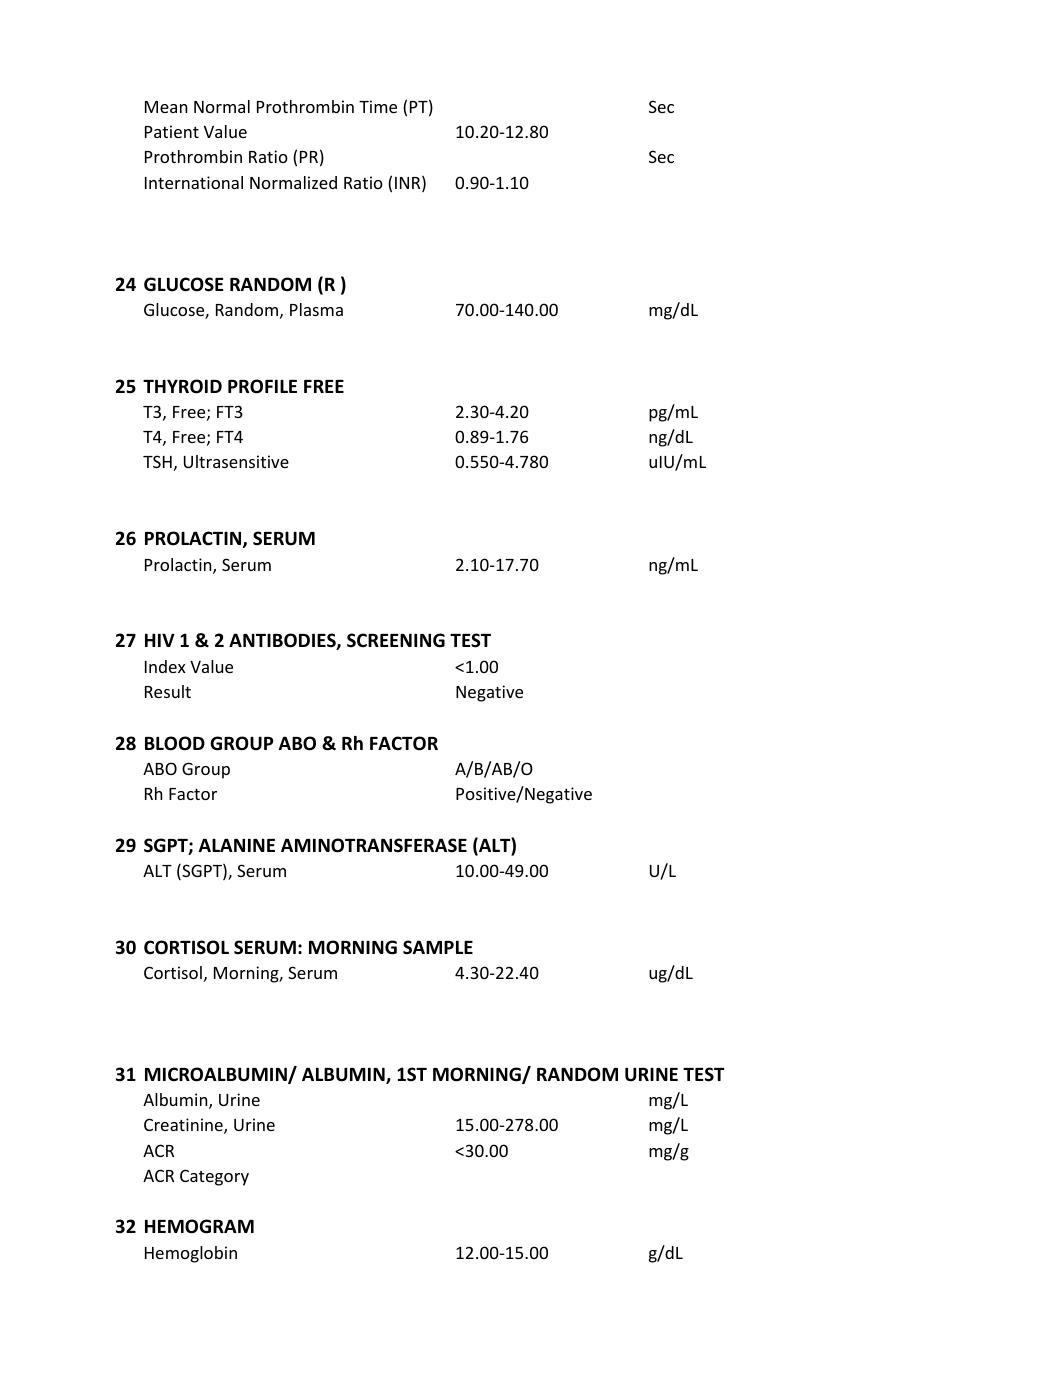 Mean Normal Prothrombin Time (PT) Sec
Patient Value 10.20-12.80
Prothrombin Ratio (PR) Sec
International Normalized Ratio (INR) 0.90-1.10
24 GLUCOSE RANDOM (R )
Glucose, Random, Plasma 70.00-140.00 mg/dL
25 THYROID PROFILE FREE
T3, Free; FT3 2.30-4.20 pg/mL
T4, Free; FT4 0.89-1.76 ng/dL
TSH, Ultrasensitive 0.550-4.780 uIU/mL
26 PROLACTIN, SERUM
Prolactin, Serum 2.10-17.70 ng/mL
27 HIV 1 & 2 ANTIBODIES, SCREENING TEST
Index Value <1.00
Result Negative
28 BLOOD GROUP ABO & Rh FACTOR
ABO Group A/B/AB/O
Rh Factor Positive/Negative
29 SGPT; ALANINE AMINOTRANSFERASE (ALT)
ALT (SGPT), Serum 10.00-49.00 U/L
30 CORTISOL SERUM: MORNING SAMPLE
Cortisol, Morning, Serum 4.30-22.40 ug/dL
31 MICROALBUMIN/ ALBUMIN, 1ST MORNING/ RANDOM URINE TEST
Albumin, Urine mg/L
Creatinine, Urine 15.00-278.00 mg/L
ACR <30.00 mg/g
ACR Category
32 HEMOGRAM
Hemoglobin 12.00-15.00 g/dL